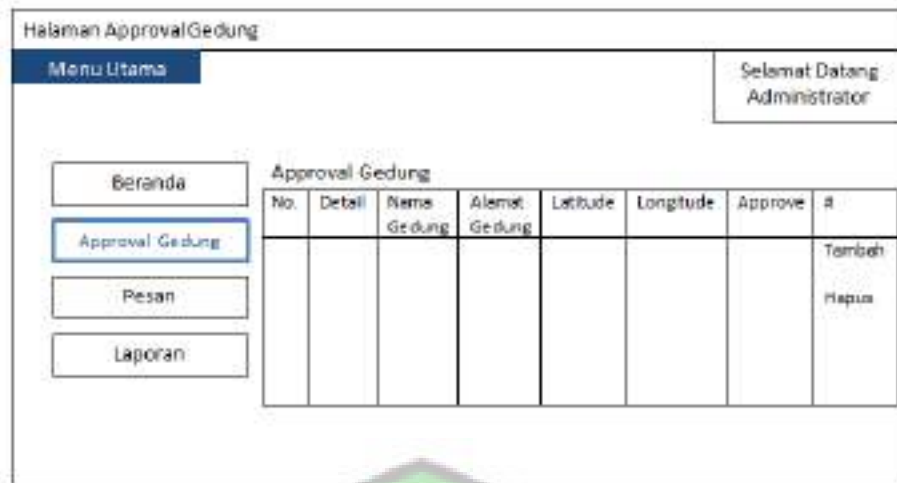 Halaman ApprovalGedung
Menu Utama
Selamat Datang
Administrator
Beranda
Approval Gedung
Pesan
Laporan
Approval Gedung
No. Detail Nama Gedung Alamat Gedung Latitude Longitude Approve #
Tambah
Hapus